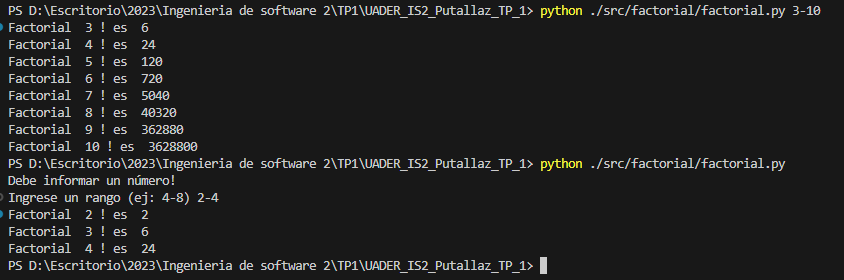 PS D:\Escritorio\2023\Ingenieria de software 2\TP1\UADER_IS2_Putallaz_TP_1> python ./src/factorial/factorial.py 3-10
Factorial  3 ! es  6
Factorial  4 ! es  24
Factorial  5 ! es  120
Factorial  6 ! es  720
Factorial  7 ! es  5040
Factorial  8 ! es  40320
Factorial  9 ! es  362880
Factorial  10 ! es  3628800
PS D:\Escritorio\2023\Ingenieria de software 2\TP1\UADER_IS2_Putallaz_TP_1> python ./src/factorial/factorial.py
Debe informar un número!
Ingrese un rango (ej: 4-8) 2-4
Factorial  2 ! es  2
Factorial  3 ! es  6
Factorial  4 ! es  24
PS D:\Escritorio\2023\Ingenieria de software 2\TP1\UADER_IS2_Putallaz_TP_1>